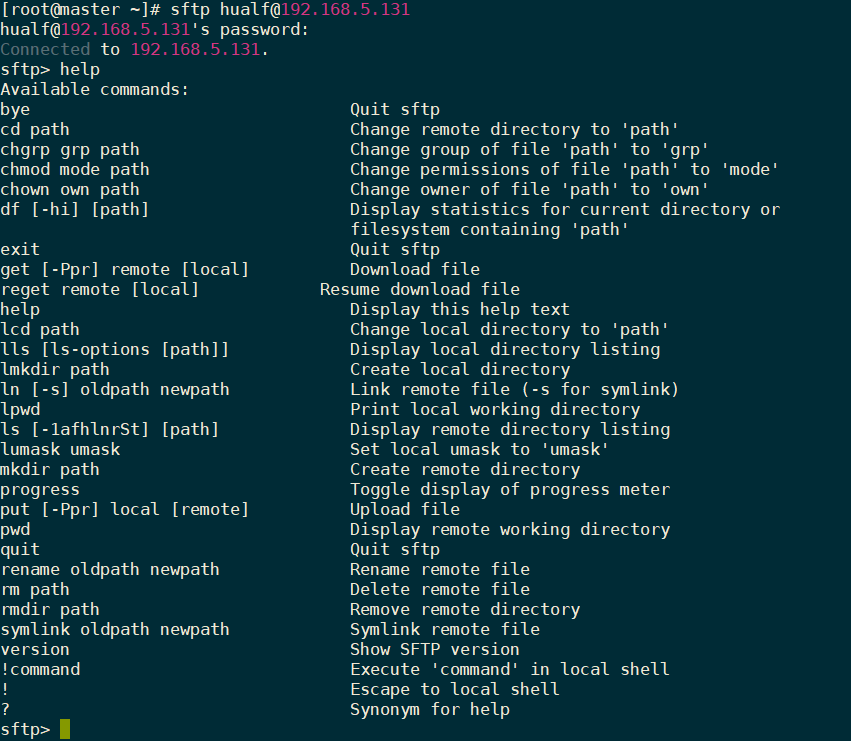 [root@master ~]# sftp hualf@192.168.5.131
hualf@192.168.5.131's password:
Connected to 192.168.5.131.
sftp> help
Available commands:
bye                                Quit sftp
cd path                            Change remote directory to 'path'
chgrp grp path                     Change group of file 'path' to 'grp'
chmod mode path                    Change permissions of file 'path' to 'mode'
chown own path                     Change owner of file 'path' to 'own'
df [-hi] [path]                    Display statistics for current directory or
                                   filesystem containing 'path'
exit                               Quit sftp
get [-Ppr] remote [local]          Download file
reget remote [local]            Resume download file
help                               Display this help text
lcd path                           Change local directory to 'path'
lls [ls-options [path]]            Display local directory listing
lmkdir path                        Create local directory
ln [-s] oldpath newpath            Link remote file (-s for symlink)
lpwd                               Print local working directory
ls [-1afhlnrSt] [path]             Display remote directory listing
lumask umask                       Set local umask to 'umask'
mkdir path                         Create remote directory
progress                           Toggle display of progress meter
put [-Ppr] local [remote]          Upload file
pwd                                Display remote working directory
quit                               Quit sftp
rename oldpath newpath             Rename remote file
rm path                            Delete remote file
rmdir path                         Remove remote directory
symlink oldpath newpath            Symlink remote file
version                            Show SFTP version
!command                           Execute 'command' in local shell
!                                  Escape to local shell
?                                  Synonym for help
sftp>